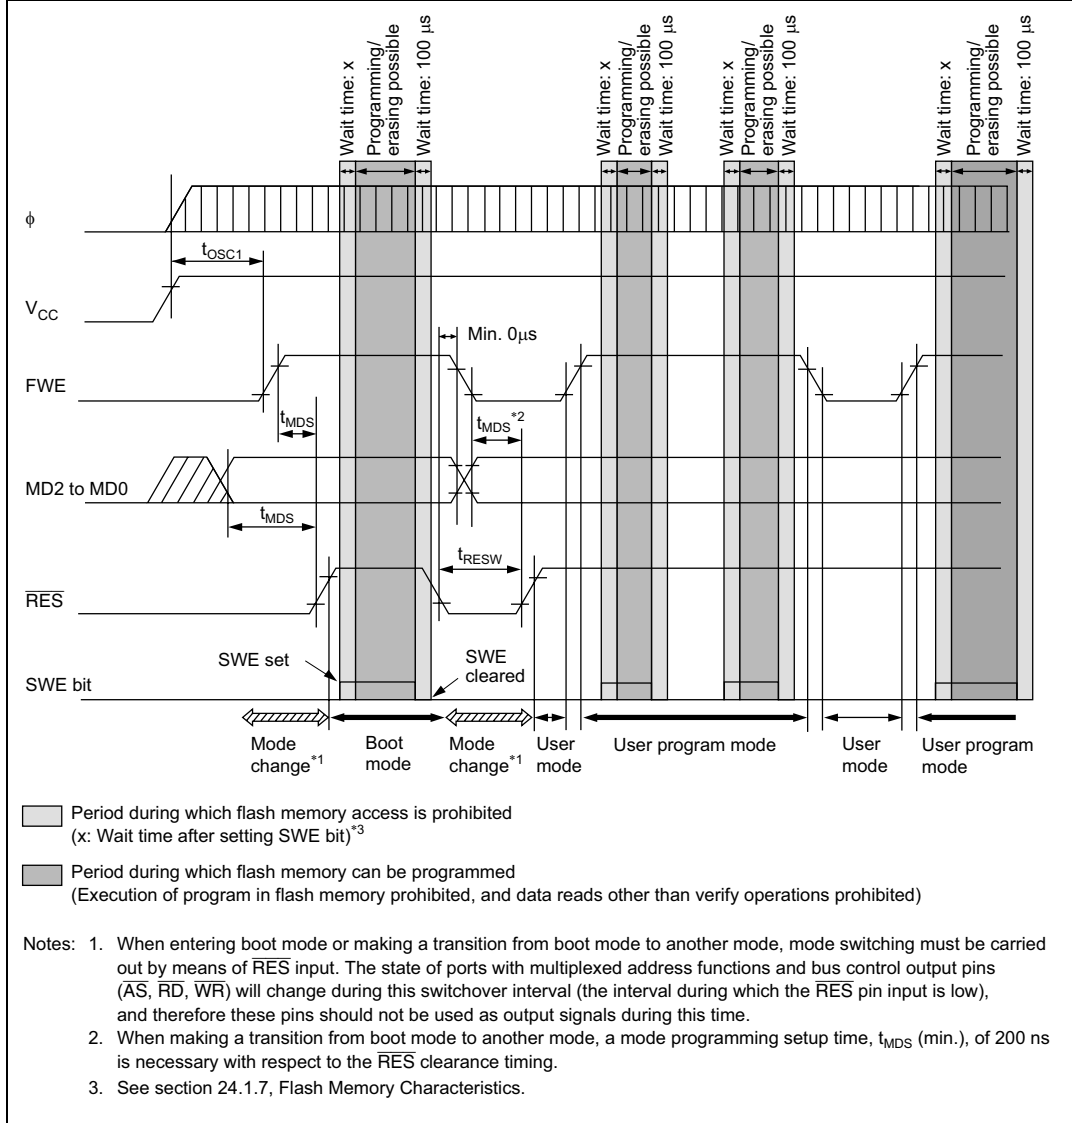 Wait time: x
Programming/
erasing possible
Wait time: 100 µs
Wait time: x
Programming/
erasing possible
Wait time: 100 µs
Wait time: x
Programming/
erasing possible
Wait time: 100 µs
Wait time: x
Programming/
erasing possible
Wait time: 100 µs
ϕ
tOSC1
VCC
Min. 0µs
FWE
tMDS
tMDS*2
MD2 to MD0
tMDS
tRESW
RES
SWE set
SWE
cleared
SWE bit
Mode
change*1
Boot
mode
Mode
change*1
User
mode
User program mode
User
mode
User program
mode
Period during which flash memory access is prohibited
(x: Wait time after setting SWE bit)*3
Period during which flash memory can be programmed
(Execution of program in flash memory prohibited, and data reads other than verify operations prohibited)
Notes: 1. When entering boot mode or making a transition from boot mode to another mode, mode switching must be carried
out by means of RES input. The state of ports with multiplexed address functions and bus control output pins
(AS, RD, WR) will change during this switchover interval (the interval during which the RES pin input is low),
and therefore these pins should not be used as output signals during this time.
2. When making a transition from boot mode to another mode, a mode programming setup time, tMDS (min.), of 200 ns
is necessary with respect to the RES clearance timing.
3. See section 24.1.7, Flash Memory Characteristics.